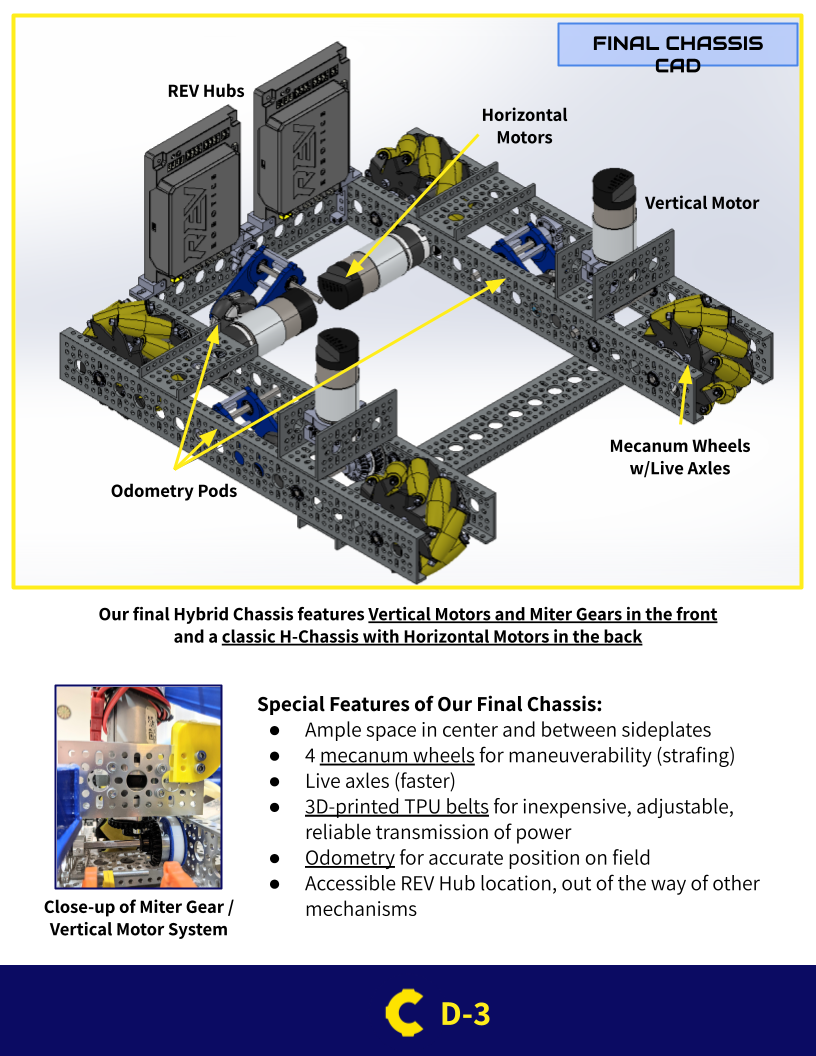 FINAL CHASSIS
CAD
REV Hubs
Horizontal
Motors
Vertical Motor
REV
REV
Mecanum Wheels
w/Live Axles
Odometry Pods
Our final Hybrid Chassis features Vertical Motors and Miter Gears in the front
and a classic H-Chassis with Horizontal Motors in the back
Special Features of Our Final Chassis:
● Ample space in center and between sideplates
● 4 mecanum wheels for maneuverability (strafing)
● Live axles (faster)
● 3D-printed TPU belts for inexpensive, adjustable,
reliable transmission of power
● Odometry for accurate position on field
● Accessible REV Hub location, out of the way of other
mechanisms
Close-up of Miter Gear /
Vertical Motor System
D-3